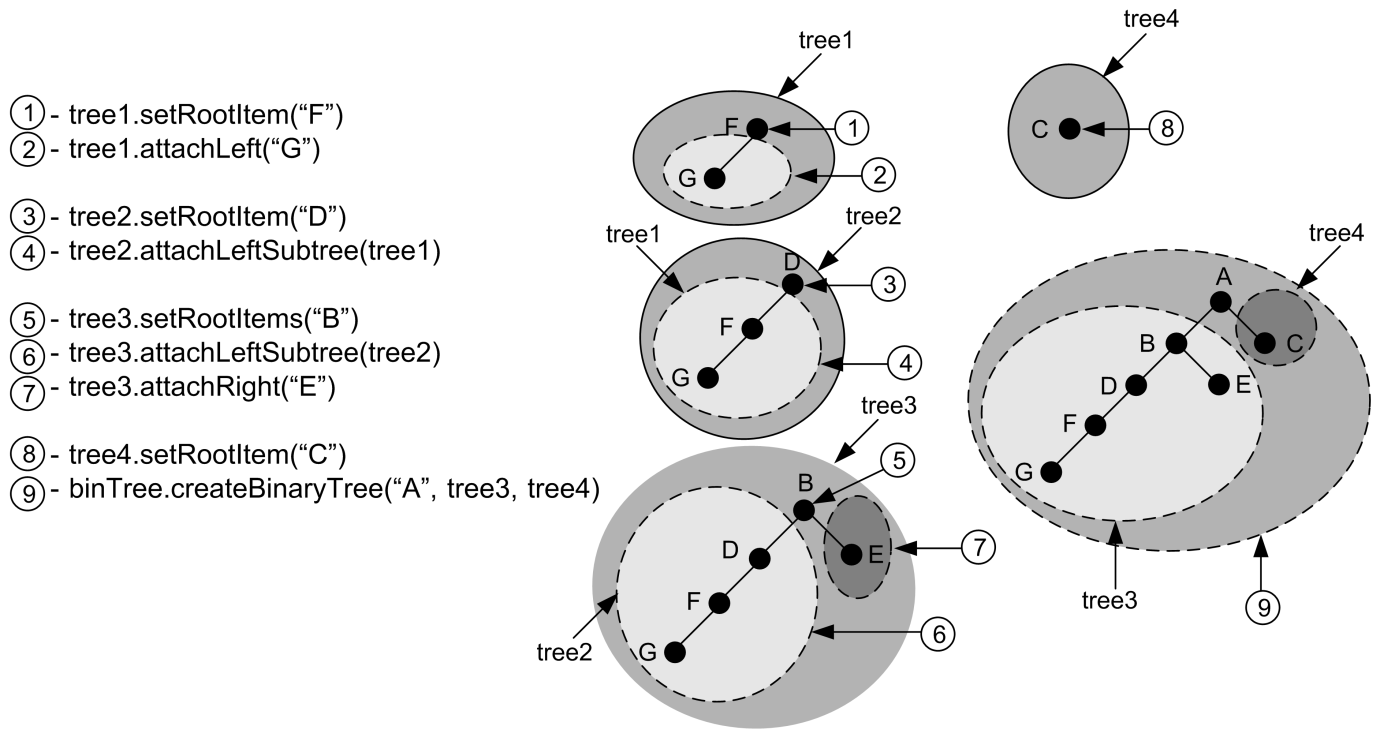 ① - tree1.setRootItem(“F”)
② - tree1.attachLeft(“G”)
③ - tree2.setRootItem(“D”)
④ - tree2.attachLeftSubtree(tree1)
⑤ - tree3.setRootItems(“B”)
⑥ - tree3.attachLeftSubtree(tree2)
⑦ - tree3.attachRight(“E”)
⑧ - tree4.setRootItem(“C”)
⑨ - binTree.createBinaryTree(“A”, tree3, tree4)
tree1
F
①
G
②
tree1
tree2
D
③
F
G
④
tree3
B
⑤
D
E
⑦
F
G
⑥
tree2
tree4
C
⑧
tree4
A
B
C
D
E
F
G
tree3
⑨